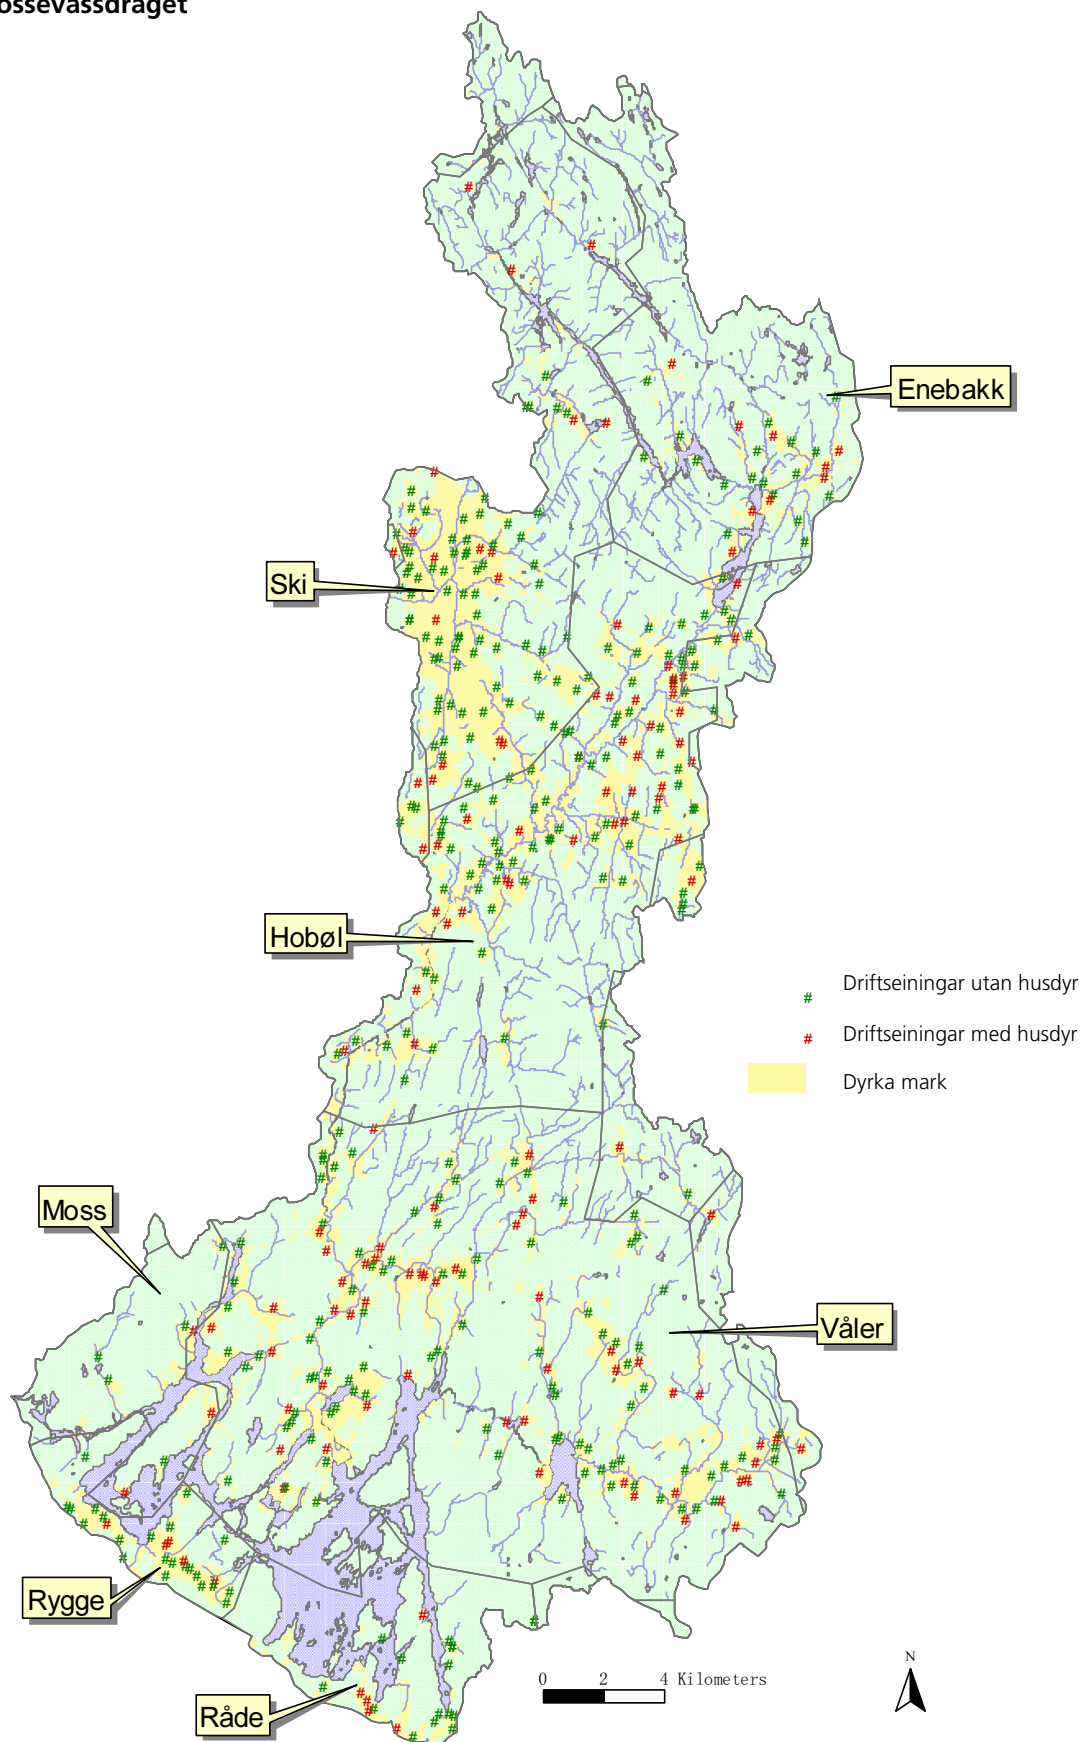 ossevassdraget
Enebakk
Ski
Hobøl
# Driftseiningar utan husdyr
# Driftseiningar med husdyr
Dyrka mark
Moss
Våler
Rygge
Råde
0 2 4 Kilometers
N